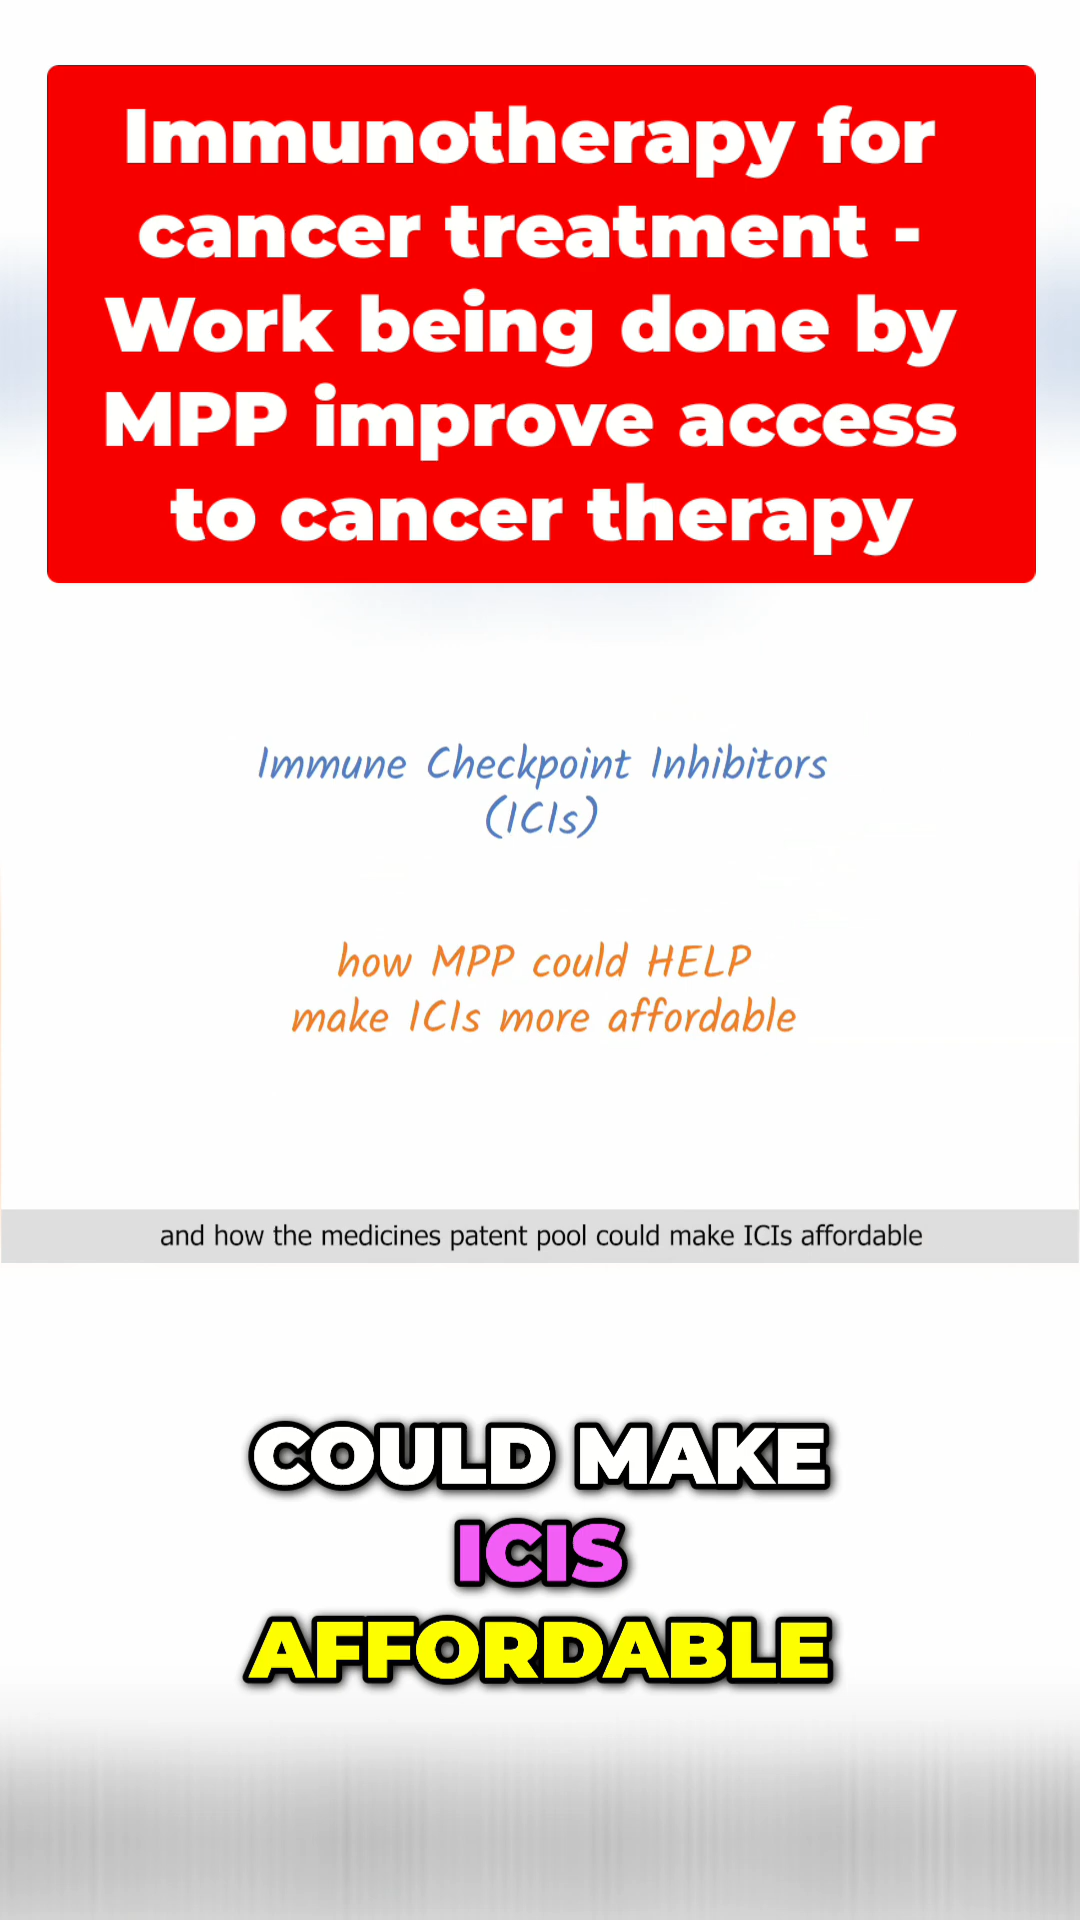 Immunotherapy for
cancer treatment -
Work being done by
MPP improve access
to cancer therapy
Immune Checkpoint Inhibitors
(ICIs)
how MPP could HELP
make ICIs more affordable
and how the medicines patent pool could make ICIs affordable
COULD MAKE
ICIS
AFFORDABLE